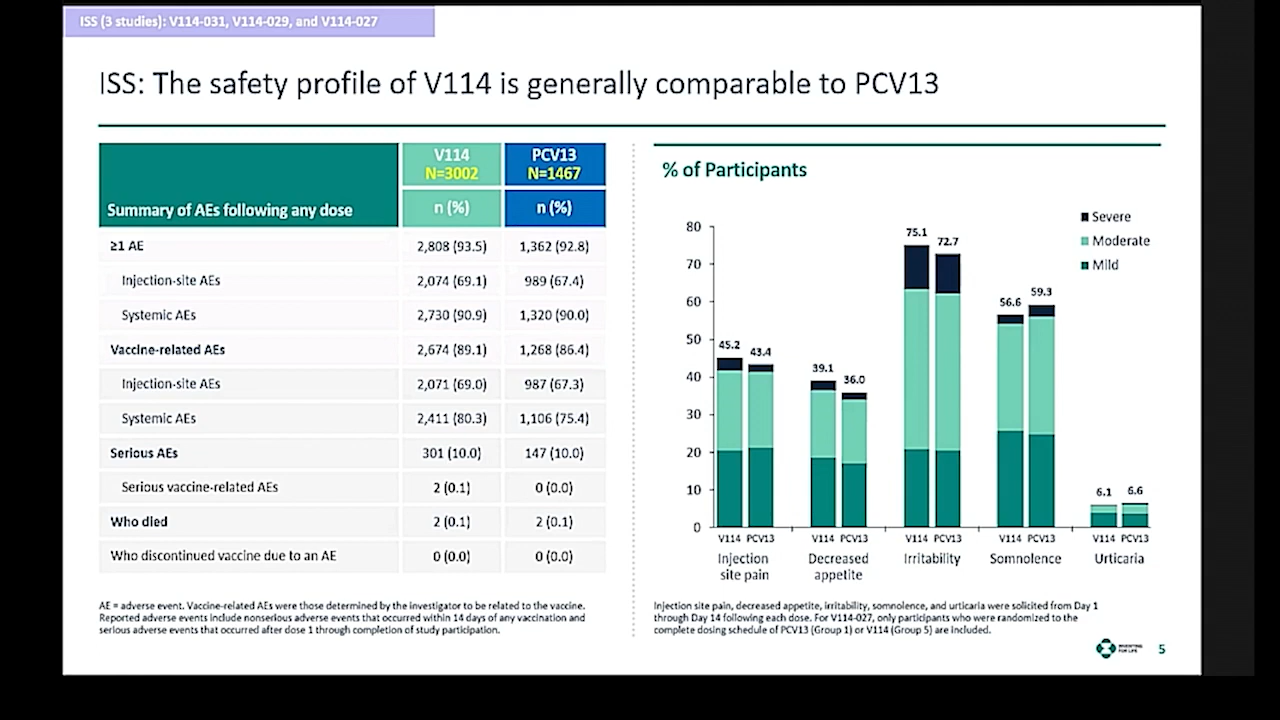 ISS (3 studies): V114-031, V114-029, and V114-027
ISS: The safety profile of V114 is generally comparable to PCV13
V114 PCV13
N=3002 N=1467
Summary of AEs following any dose n (%) n (%)
≥1 AE 2,808 (93.5) 1,362 (92.8)
Injection-site AEs 2,074 (69.1) 989 (67.4)
Systemic AEs 2,730 (90.9) 1,320 (90.0)
Vaccine-related AEs 2,674 (89.1) 1,268 (86.4)
Injection-site AEs 2,071 (69.0) 987 (67.3)
Systemic AEs 2,411 (80.3) 1,106 (75.4)
Serious AEs 301 (10.0) 147 (10.0)
Serious vaccine-related AEs 2 (0.1) 0 (0.0)
Who died 2 (0.1) 2 (0.1)
Who discontinued vaccine due to an AE 0 (0.0) 0 (0.0)
AE = adverse event. Vaccine-related AEs were those determined by the investigator to be related to the vaccine.
Reported adverse events include nonserious adverse events that occurred within 14 days of any vaccination and
serious adverse events that occurred after dose 1 through completion of study participation.
% of Participants
Severe
Moderate
Mild
80
70
60
50
40
30
20
10
0
45.2 43.4 39.1 36.0 75.1 72.7 56.6 59.3 6.1 6.6
V114 PCV13 V114 PCV13 V114 PCV13 V114 PCV13 V114 PCV13
Injection Decreased Irritability Somnolence Urticaria
site pain appetite
Injection site pain, decreased appetite, irritability, somnolence, and urticaria were solicited from Day 1
through Day 14 following each dose. For V114-027, only participants who were randomized to the
complete dosing schedule of PCV13 (Group 1) or V114 (Group 5) are included.
INVENTING
FOR LIFE
5